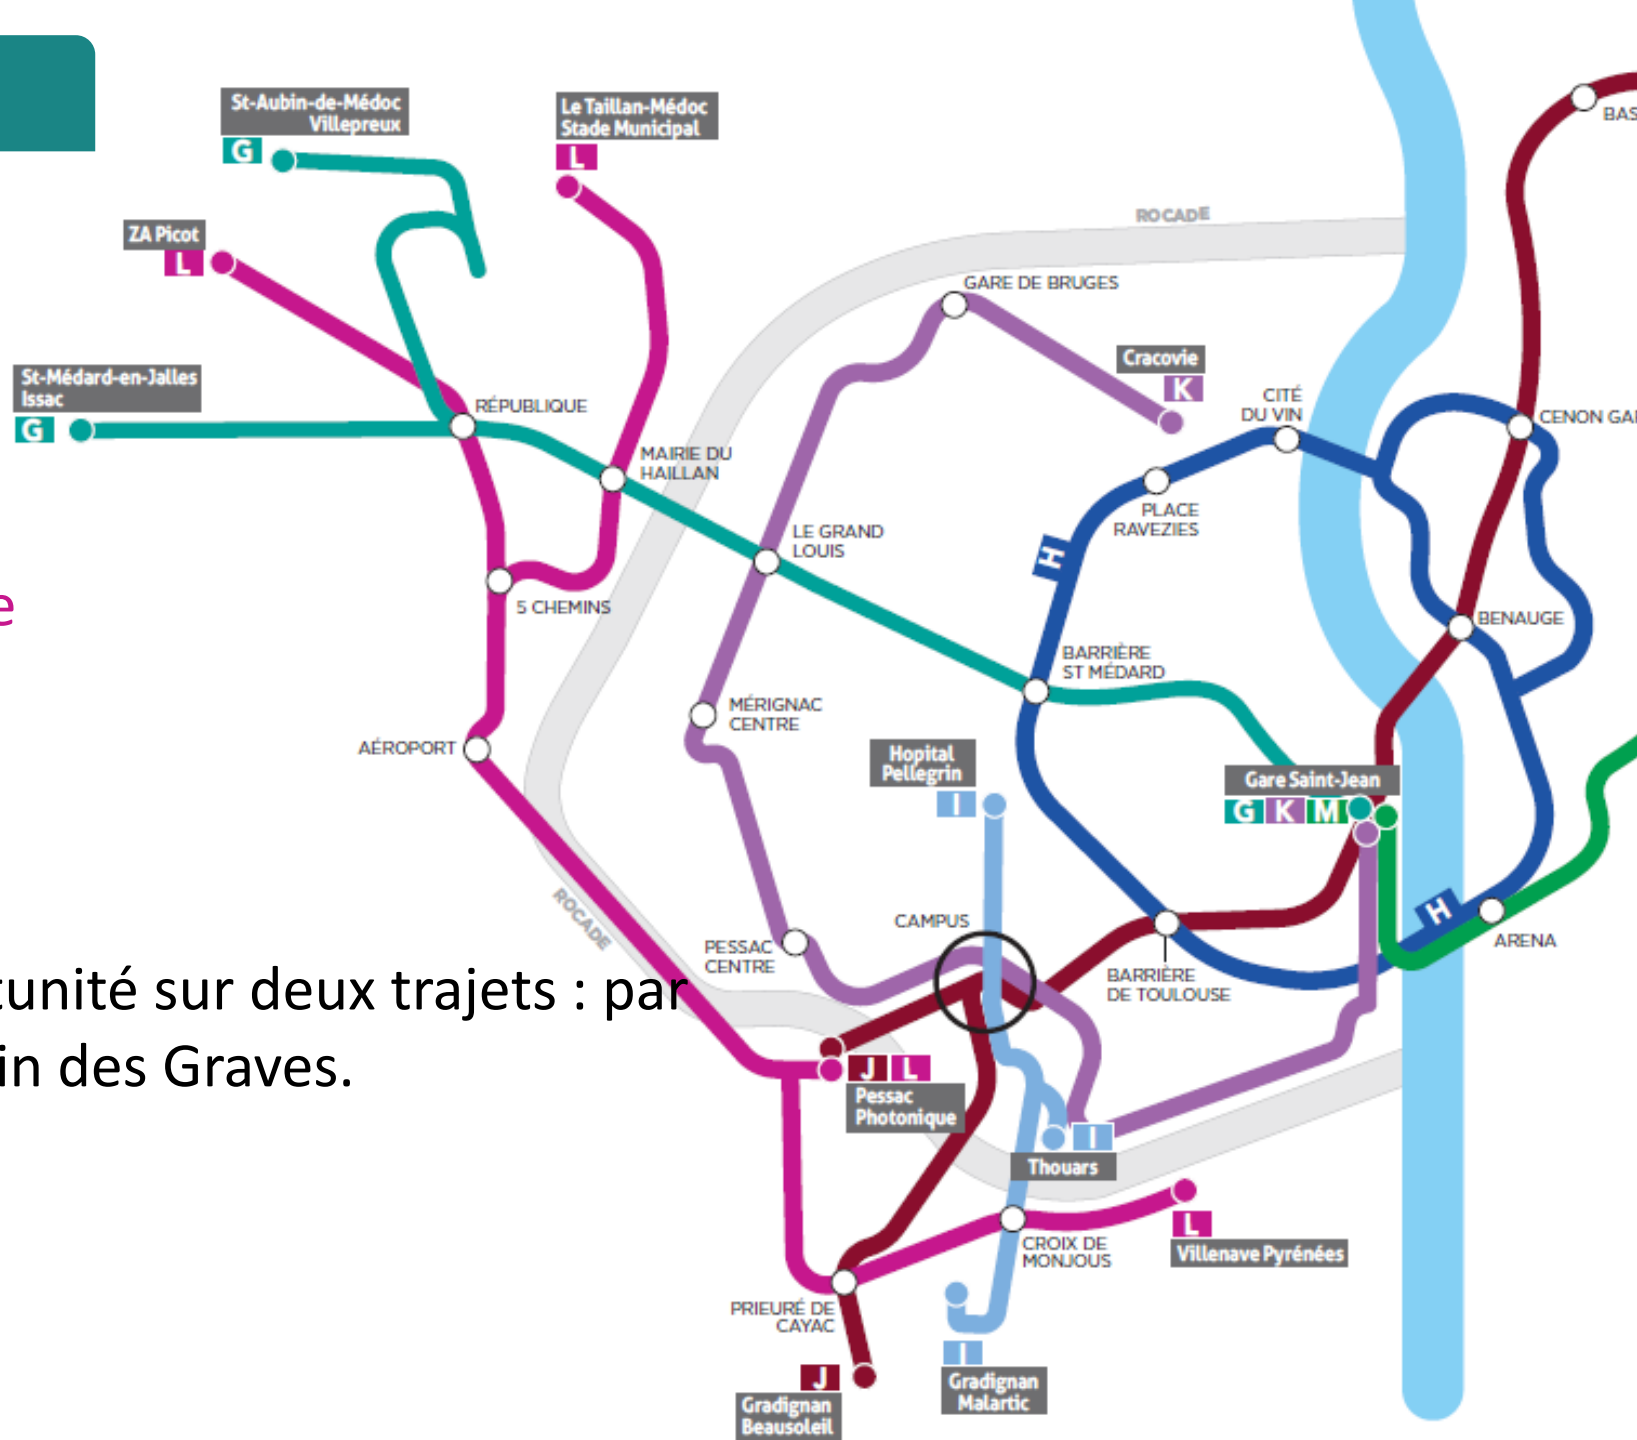 St-Aubin-de-Médoc
Villepreux
G
Le Taillan-Médoc
Stade Municipal
L
BAS
ZA Picot
L
ROCADE
GARE DE BRUGES
Cracovie
K
St-Médard-en-Jalles
Issac
G
RÉPUBLIQUE
CITÉ
DU VIN
CENON GA
MAIRIE DU
HAILLAN
PLACE
RAVEZIES
LE GRAND
LOUIS
H
5 CHEMINS
e
BENAUGE
BARRIÈRE
ST MÉDARD
MÉRIGNAC
CENTRE
AÉROPORT
Hopital
Pellegrin
I
Gare Saint-Jean
G K M
ROCADE
CAMPUS
H
ARENA
PESSAC
CENTRE
BARRIÈRE
DE TOULOUSE
tunité sur deux trajets : par
in des Graves.
J L
Pessac
Photonique
I
Thouars
L
Villenave Pyrénées
CROIX DE
MONJOUS
PRIEURÉ DE
CAYAC
I
Gradignan
Malartic
J
Gradignan
Beausoleil